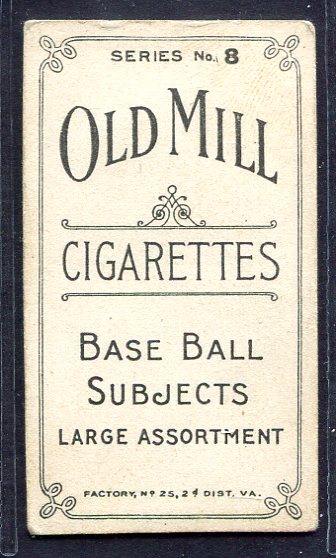 SERIES No. 8
OLD MILL
CIGARETTES
BASE BALL
SUBJECTS
LARGE ASSORTMENT
FACTORY, Nº 25, 2d DIST. VA.